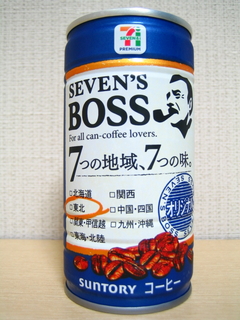 7
ELEVEN
PREMIUM
SEVEN'S
BOSS
For all can-coffee lovers.
7つの地域、7つの味。
□北海道 □関西
□東北 □中国・四国
□関東・甲信越 □九州・沖縄
□東海・北陸
オリジナル
SUNTORY コーヒー